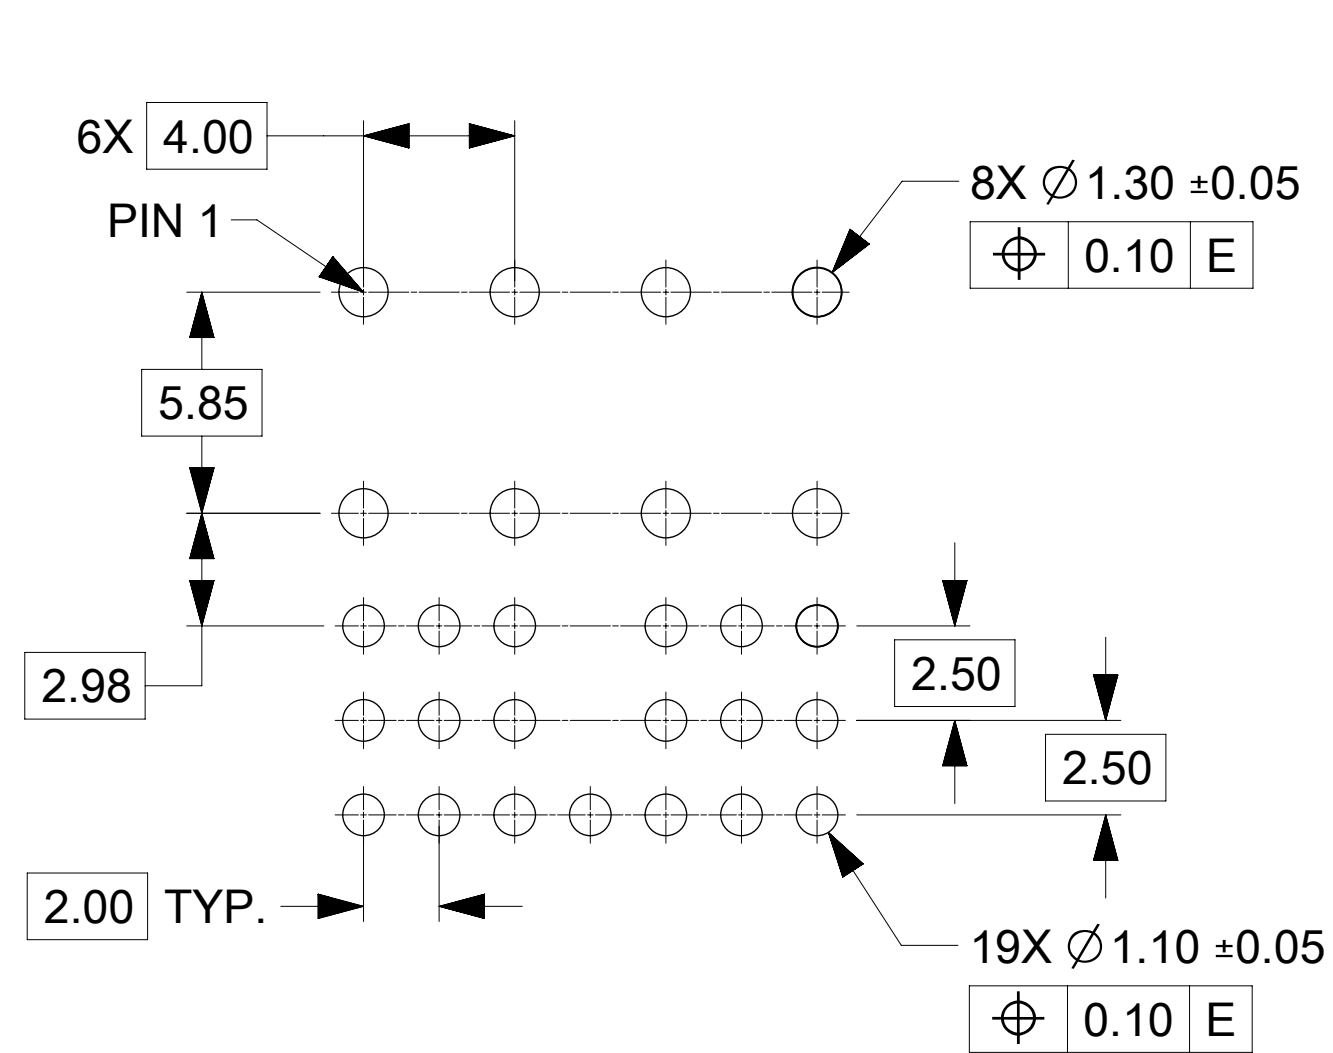 6X 4.00
PIN 1
8X ∅1.30 ±0.05
⌖ 0.10 E
5.85
2.98
2.50
2.50
2.00 TYP.
19X ∅1.10 ±0.05
⌖ 0.10 E